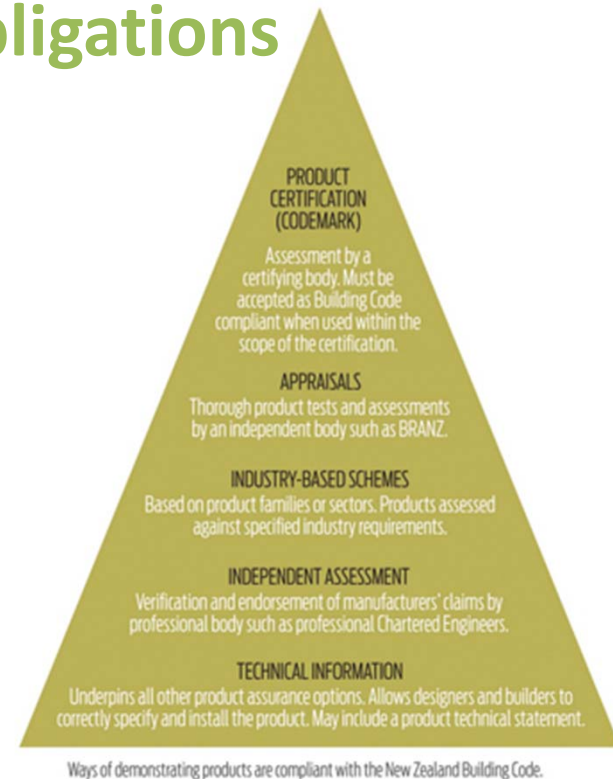 bligations
PRODUCT
CERTIFICATION
(CODEMARK)
Assessment by a
certifying body. Must be
accepted as Building Code
compliant when used within the
scope of the certification.
APPRAISALS
Thorough product tests and assessments
by an independent body such as BRANZ.
INDUSTRY-BASED SCHEMES
Based on product families or sectors. Products assessed
against specified industry requirements.
INDEPENDENT ASSESSMENT
Verification and endorsement of manufacturers' claims by
professional body such as professional Chartered Engineers.
TECHNICAL INFORMATION
Underpins all other product assurance options. Allows designers and builders to
correctly specify and install the product. May include a product technical statement.
Ways of demonstrating products are compliant with the New Zealand Building Code.